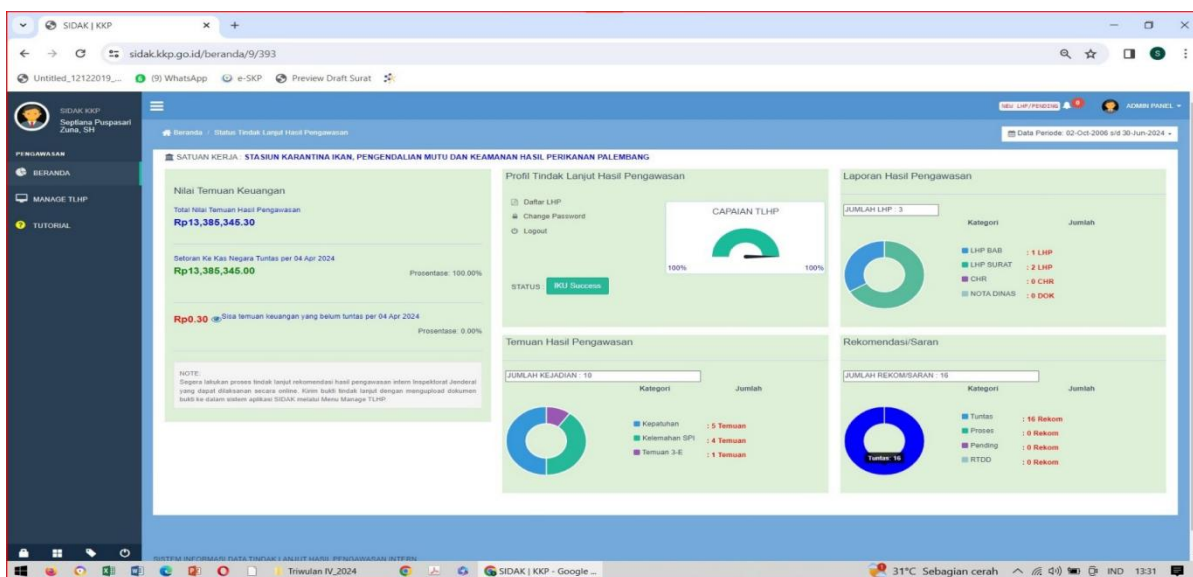 SIDAK | KKP
sidak.kkp.go.id/beranda/9/393
Untitled_12122019_...
(9) WhatsApp
e-SKP
Preview Draft Surat
SIDAK KKP
Septiana Puspasari
Zuna, SH
ADMIN PANEL
Beranda / Status Tindak Lanjut Hasil Pengawasan
Data Periode: 02-Oct-2006 s/d 30-Jun-2024
PENGAWASAN
BERANDA
MANAGE TLHP
TUTORIAL
SATUAN KERJA : STASIUN KARANTINA IKAN, PENGENDALIAN MUTU DAN KEAMANAN HASIL PERIKANAN PALEMBANG
Nilai Temuan Keuangan
Total Nilai Temuan Hasil Pengawasan
Rp13,385,345.30
Setoran Ke Kas Negara Tuntas per 04 Apr 2024
Rp13,385,345.00
Prosentase: 100.00%
Rp0.30 Sisa temuan keuangan yang belum tuntas per 04 Apr 2024
Prosentase: 0.00%
NOTE:
Segera lakukan proses tindak lanjut rekomendasi hasil pengawasan intern Inspektorat Jenderal
yang dapat dilaksanakan secara online. Kirim bukti tindak lanjut dengan mengupload dokumen
bukti ke dalam sistem aplikasi SIDAK melalui Menu Manage TLHP.
Profil Tindak Lanjut Hasil Pengawasan
Daftar LHP
Change Password
Logout
CAPAIAN TLHP
100%
100%
STATUS : IKU Success
Laporan Hasil Pengawasan
JUMLAH LHP : 3
Kategori Jumlah
LHP BAB : 1 LHP
LHP SURAT : 2 LHP
CHR : 0 CHR
NOTA DINAS : 0 DOK
Temuan Hasil Pengawasan
JUMLAH KEJADIAN : 10
Kategori Jumlah
Kepatuhan : 5 Temuan
Kelemahan SPI : 4 Temuan
Temuan 3-E : 1 Temuan
Rekomendasi/Saran
JUMLAH REKOM/SARAN : 16
Kategori Jumlah
Tuntas : 16 Rekom
Proses : 0 Rekom
Pending : 0 Rekom
RTDD : 0 Rekom
Tuntas: 16
SISTEM INFORMASI DATA TINDAK LANJUT HASIL PENGAWASAN INTERN
Triwulan IV_2024
SIDAK | KKP - Google ...
31°C Sebagian cerah
IND
13:31